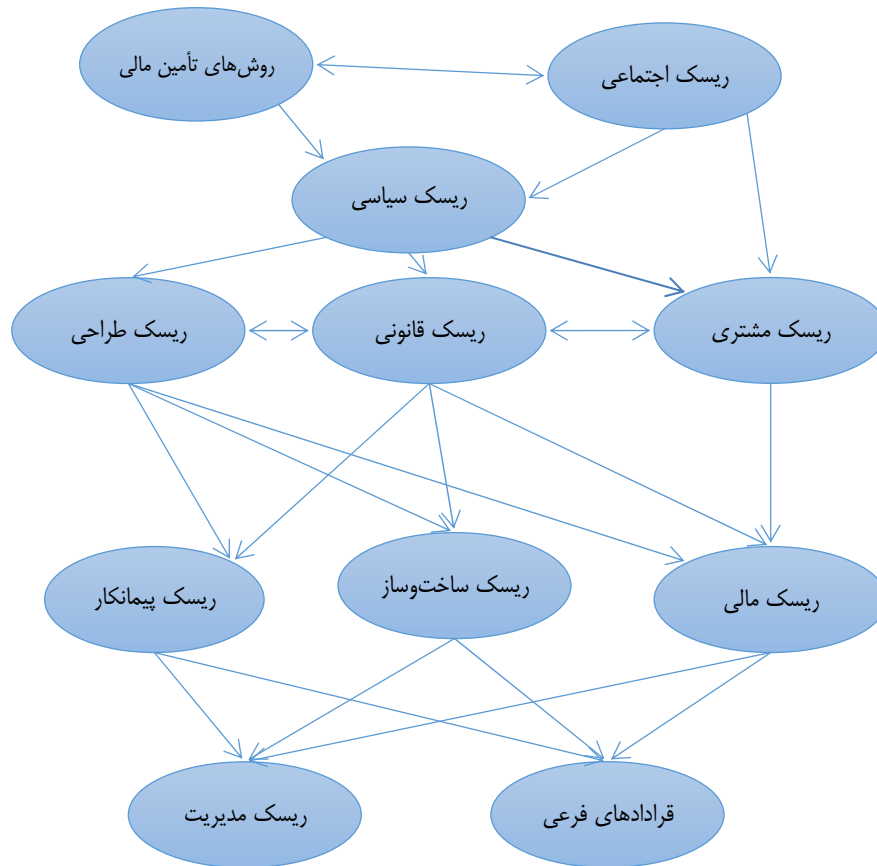 ریسک اجتماعی
روش‌های تأمین مالی
ریسک سیاسی
ریسک مشتری
ریسک قانونی
ریسک طراحی
ریسک مالی
ریسک ساخت‌وساز
ریسک پیمانکار
قرادادهای فرعی
ریسک مدیریت